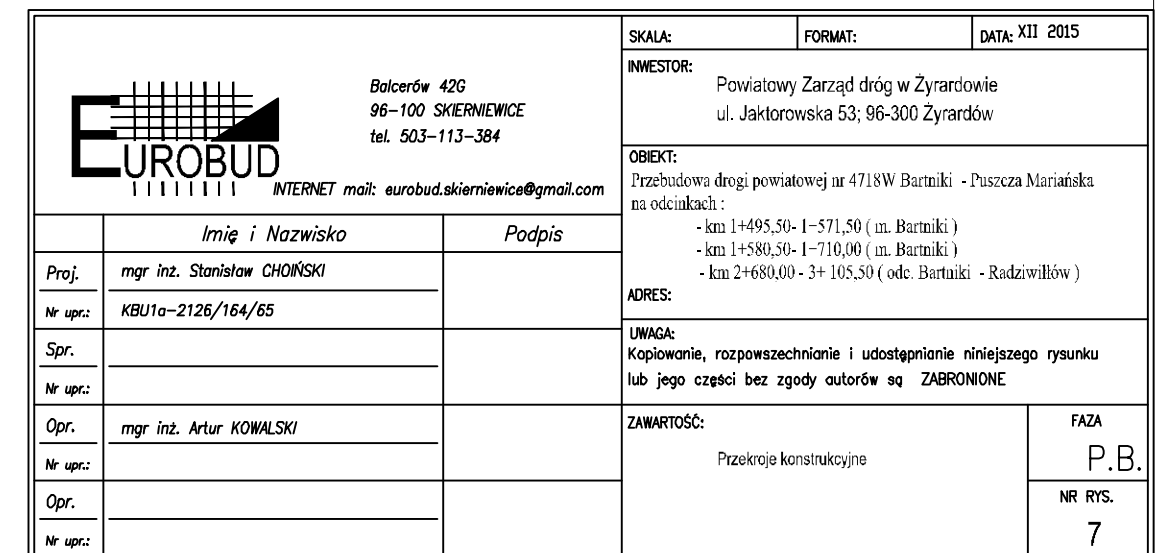 EUROBUD
Balcerów 42G
96-100 SKIERNIEWICE
tel. 503-113-384
INTERNET mail: eurobud.skierniewice@gmail.com
Imię i Nazwisko
Podpis
Proj.
mgr inż. Stanisław CHOIŃSKI
Nr upr.:
KBU1a-2126/164/65
Spr.
Nr upr.:
Opr.
mgr inż. Artur KOWALSKI
Nr upr.:
Opr.
Nr upr.:
SKALA:
FORMAT:
DATA: XII 2015
INWESTOR:
Powiatowy Zarząd dróg w Żyrardowie
ul. Jaktorowska 53; 96-300 Żyrardów
OBIEKT:
Przebudowa drogi powiatowej nr 4718W Bartniki - Puszcza Mariańska
na odcinkach :
- km 1+495,50- 1+571,50 ( m. Bartniki )
- km 1+580,50- 1+710,00 ( m. Bartniki )
- km 2+680,00 - 3+ 105,50 ( odc. Bartniki - Radziwiłłów )
ADRES:
UWAGA:
Kopiowanie, rozpowszechnianie i udostępnianie niniejszego rysunku
lub jego części bez zgody autorów są ZABRONIONE
ZAWARTOŚĆ:
Przekroje konstrukcyjne
FAZA
P.B.
NR RYS.
7